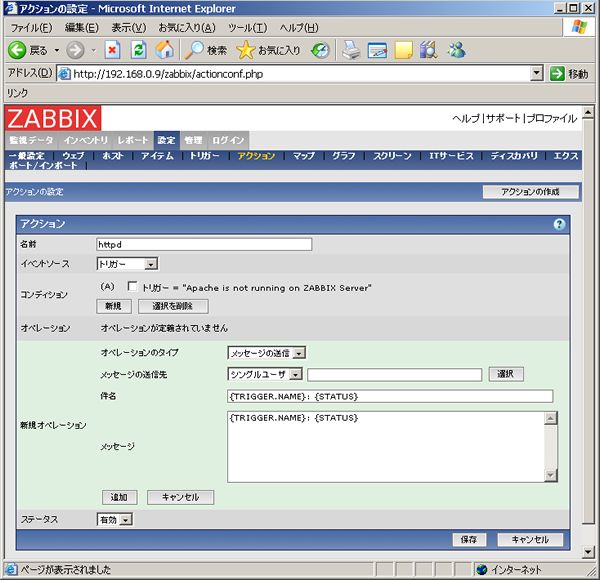 アクションの設定 - Microsoft Internet Explorer
ファイル(F) 編集(E) 表示(V) お気に入り(A) ツール(T) ヘルプ(H)
戻る 検索 お気に入り
アドレス(D) http://192.168.0.9/zabbix/actionconf.php 移動
リンク
ZABBIX
ヘルプ|サポート|プロファイル
監視データ インベントリ レポート 設定 管理 ログイン
一般設定 | ウェブ | ホスト | アイテム | トリガー | アクション | マップ | グラフ | スクリーン | ITサービス | ディスカバリ | エクス
ポート/インポート |
アクションの設定 アクションの作成
アクション ?
名前 httpd
イベントソース トリガー
コンディション (A) トリガー = "Apache is not running on ZABBIX Server"
新規 選択を削除
オペレーション オペレーションが定義されていません
オペレーションのタイプ メッセージの送信
メッセージの送信先 シングルユーザ 選択
件名 {TRIGGER.NAME}: {STATUS}
新規オペレーション
メッセージ {TRIGGER.NAME}: {STATUS}
追加 キャンセル
ステータス 有効
保存 キャンセル
ページが表示されました インターネット